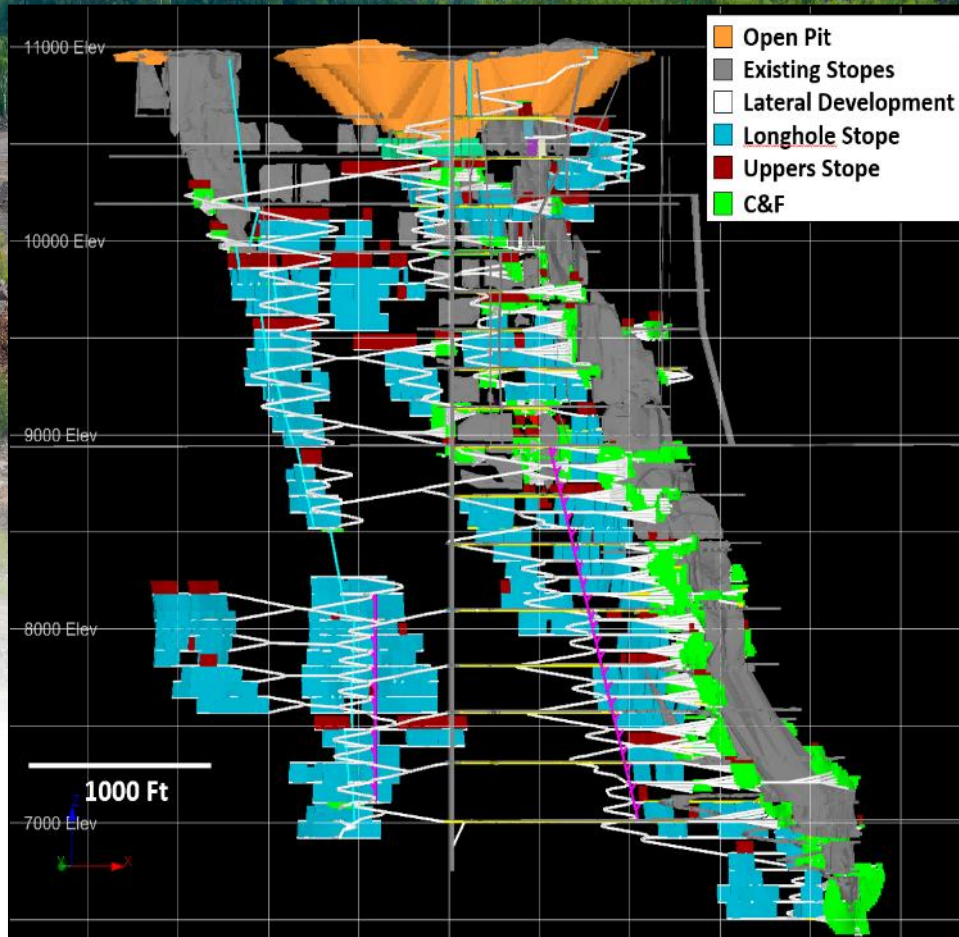 11000 Elev
10000 Elev
9000 Elev
8000 Elev
7000 Elev
1000 Ft
Z
Y
X
Open Pit
Existing Stopes
Lateral Development
Longhole Stope
Uppers Stope
C&F